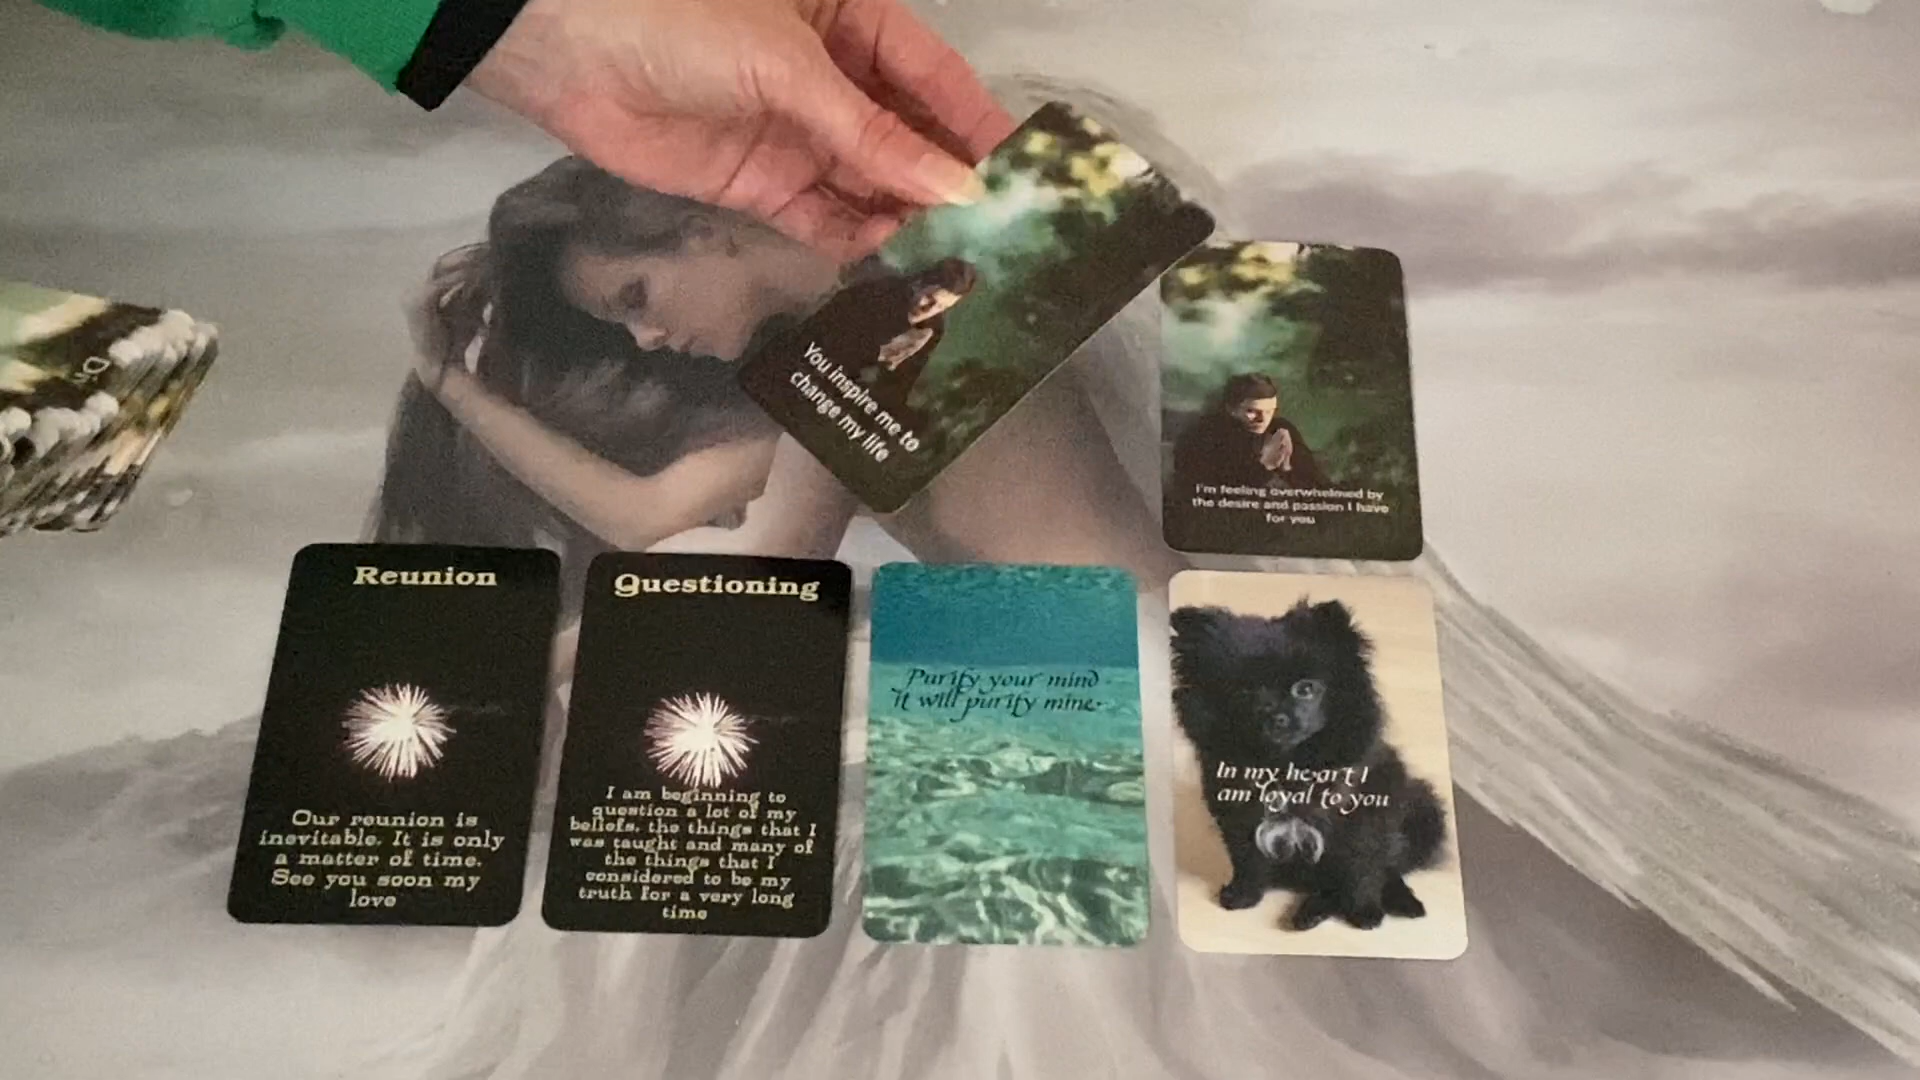 You inspire me to
change my life
I'm feeling overwhelmed by
the desire and passion I have
for you
Reunion
Our reunion is
inevitable. It is only
a matter of time.
See you soon my
love
Questioning
I am beginning to
question a lot of my
beliefs, the things that I
was taught and many of
the things that I
considered to be my
truth for a very long
time
Purify your mind
it will purify mine.
In my heart I
am loyal to you